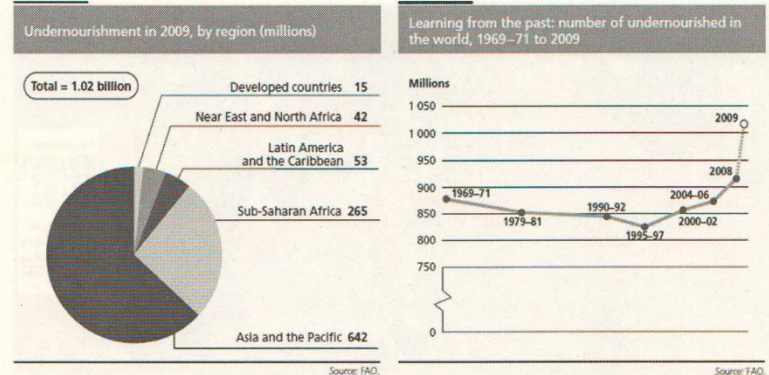 Undernourishment in 2009, by region (millions)
Total = 1.02 billion
Developed countries 15
Near East and North Africa 42
Latin America
and the Caribbean 53
Sub-Saharan Africa 265
Asia and the Pacific 642
Source: FAO.
Learning from the past: number of undernourished in
the world, 1969–71 to 2009
Millions
1 050
1 000
950
900
850
800
750
0
1969–71
1979–81
1990–92
1995–97
2000–02
2004–06
2008
2009
Source: FAO.